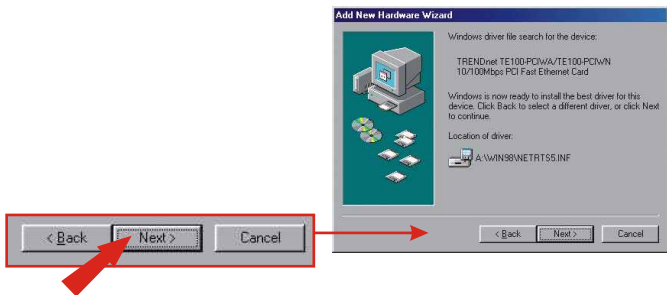 Add New Hardware Wizard
Windows driver file search for the device:
TRENDnet TE100-PCIWA/TE100-PCIWN
10/100Mbps PCI Fast Ethernet Card
Windows is now ready to install the best driver for this
device. Click Back to select a different driver, or click Next
to continue.
Location of driver:
A:\WIN98\NETRTS5.INF
< Back
Next >
Cancel
< Back
Next >
Cancel